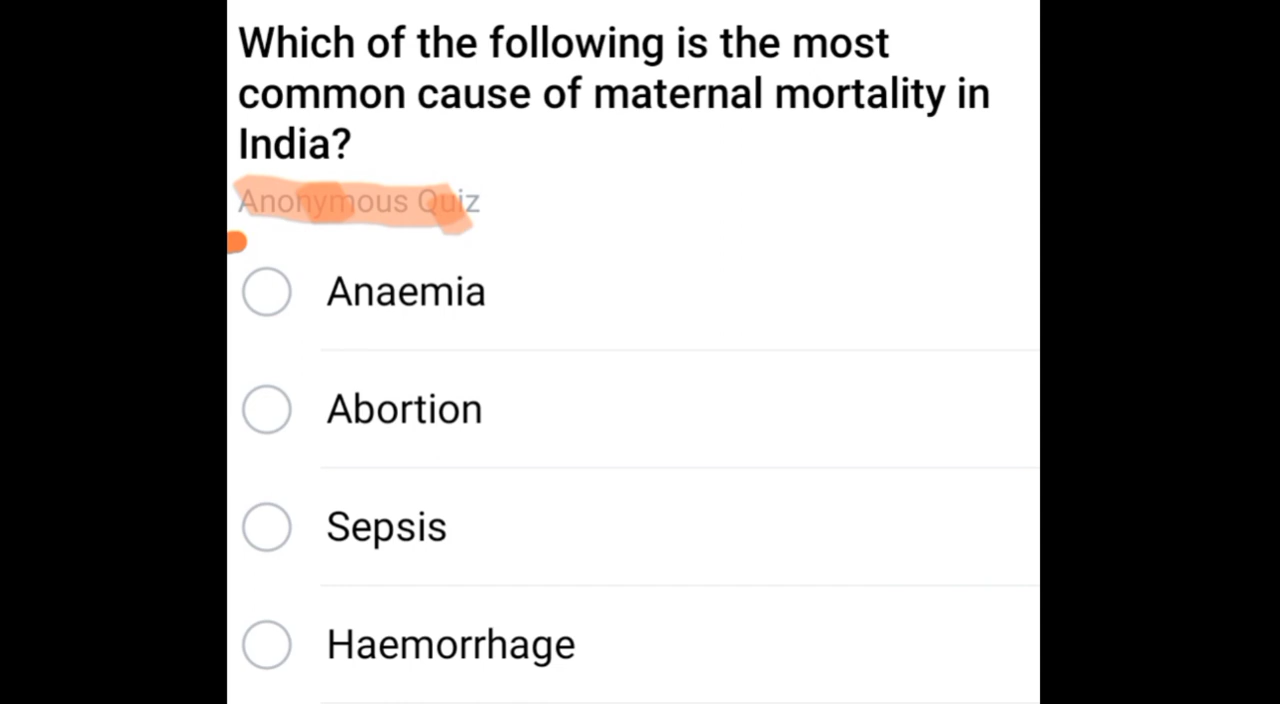 Which of the following is the most
common cause of maternal mortality in
India?
Anonymous Quiz
Anaemia
Abortion
Sepsis
Haemorrhage